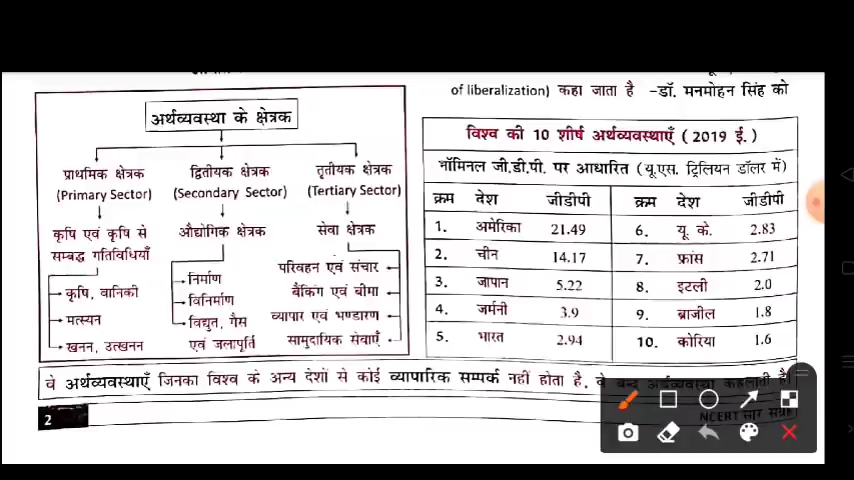 of liberalization) कहा जाता है -डॉ. मनमोहन सिंह को
अर्थव्यवस्था के क्षेत्रक
प्राथमिक क्षेत्रक
(Primary Sector)
कृषि एवं कृषि से
सम्बद्ध गतिविधियाँ
कृषि, वानिकी
मत्स्यन
खनन, उत्खनन
द्वितीयक क्षेत्रक
(Secondary Sector)
औद्योगिक क्षेत्रक
निर्माण
विनिर्माण
विद्युत, गैस
एवं जलापूर्ति
तृतीयक क्षेत्रक
(Tertiary Sector)
सेवा क्षेत्रक
परिवहन एवं संचार
बैंकिंग एवं बीमा
व्यापार एवं भण्डारण
सामुदायिक सेवाएँ
विश्व की 10 शीर्ष अर्थव्यवस्थाएँ (2019 ई.)
नॉमिनल जी.डी.पी. पर आधारित (यू.एस. ट्रिलियन डॉलर में)
क्रम देश जीडीपी क्रम देश जीडीपी
1. अमेरिका 21.49 6. यू. के. 2.83
2. चीन 14.17 7. फ्रांस 2.71
3. जापान 5.22 8. इटली 2.0
4. जर्मनी 3.9 9. ब्राजील 1.8
5. भारत 2.94 10. कोरिया 1.6
वे अर्थव्यवस्थाएँ जिनका विश्व के अन्य देशों से कोई व्यापारिक सम्पर्क नहीं होता है, वे बन्द अर्थव्यवस्था कहलाती है।
2
NCERT सार संग्रह